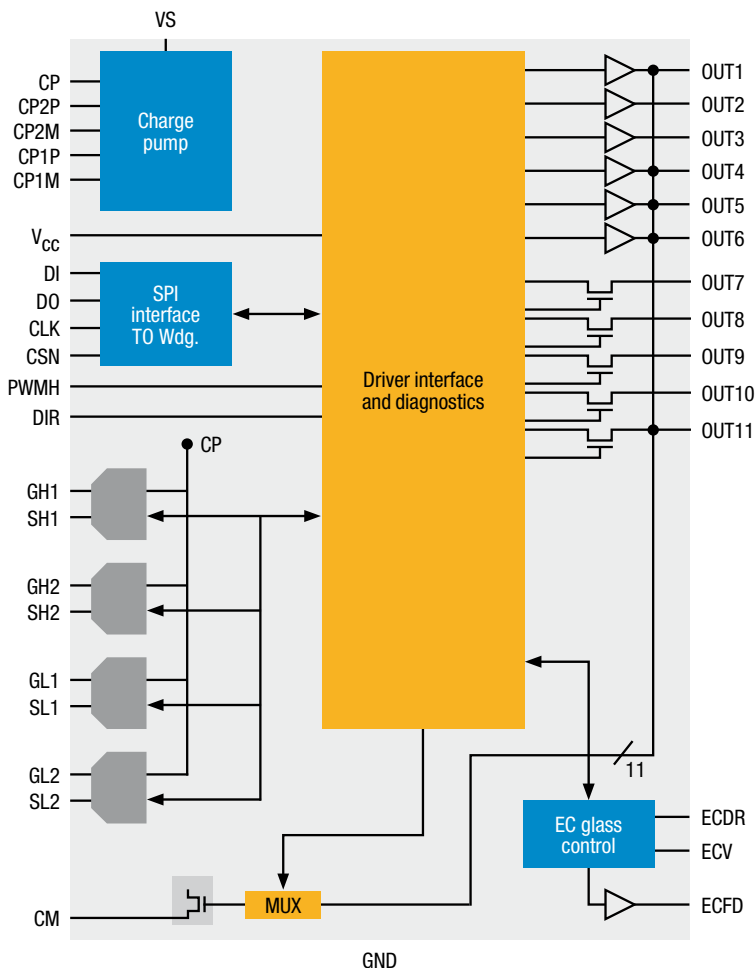 VS
CP
CP2P
CP2M
CP1P
CP1M
Charge
pump
VCC
DI
DO
CLK
CSN
SPI
interface
TO Wdg.
PWMH
DIR
CP
GH1
SH1
GH2
SH2
GL1
SL1
GL2
SL2
CM
MUX
Driver interface
and diagnostics
OUT1
OUT2
OUT3
OUT4
OUT5
OUT6
OUT7
OUT8
OUT9
OUT10
OUT11
11
EC glass
control
ECDR
ECV
ECFD
GND